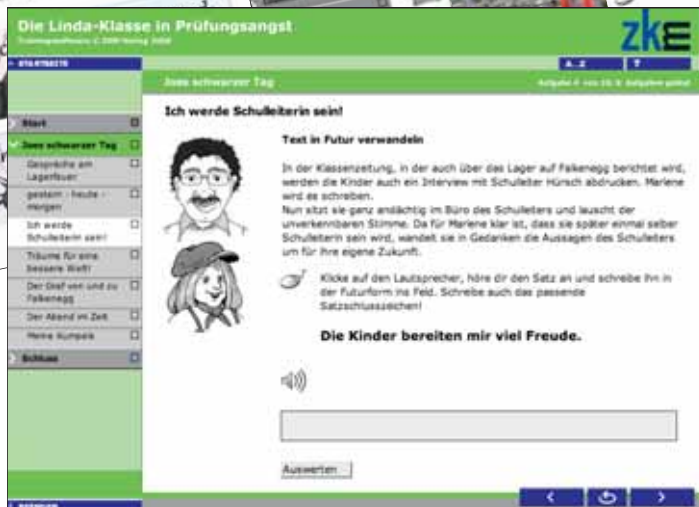 Die Linda-Klasse in Prüfungsangst
zke
STARTSEITE
A..Z
?
Joes schwarzer Tag
Start
Joes schwarzer Tag
Gespräche am
Lagerfeuer
gestern - heute -
morgen
Ich werde
Schulleiterin sein!
Träume für eine
bessere Welt!
Der Graf von und zu
Falkenegg
Der Abend im Zelt
Meine Kumpels
Schluss
Ich werde Schulleiterin sein!
Text in Futur verwandeln
In der Klassenzeitung, in der auch über das Lager auf Falkenegg berichtet wird,
werden die Kinder auch ein Interview mit Schulleiter Hürsch abdrucken. Marlene
wird es schreiben.
Nun sitzt sie ganz andächtig im Büro des Schulleiters und lauscht der
unverkennbaren Stimme. Da für Marlene klar ist, dass sie später einmal selber
Schulleiterin sein wird, wandelt sie in Gedanken die Aussagen des Schulleiters
um für ihre eigene Zukunft.
Klicke auf den Lautsprecher, höre dir den Satz an und schreibe ihn in
der Futurform ins Feld. Schreibe auch das passende
Satzschlusszeichen!
Die Kinder bereiten mir viel Freude.
Auswerten